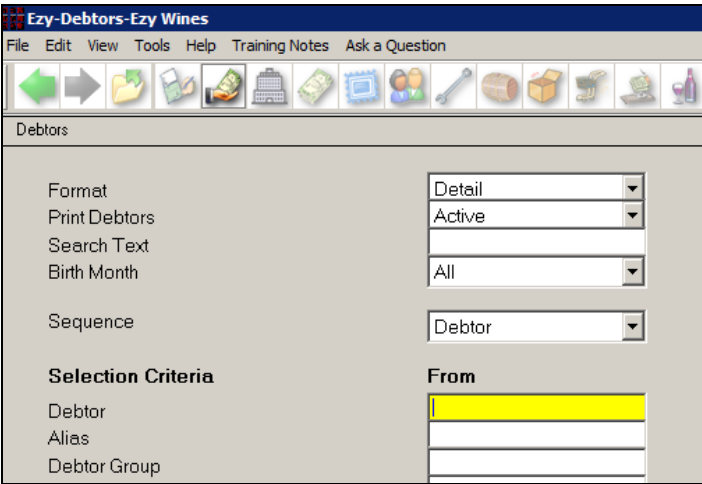 Ezy-Debtors-Ezy Wines
File Edit View Tools Help Training Notes Ask a Question
Debtors
Format Detail
Print Debtors Active
Search Text
Birth Month All
Sequence Debtor
Selection Criteria From
Debtor
Alias
Debtor Group